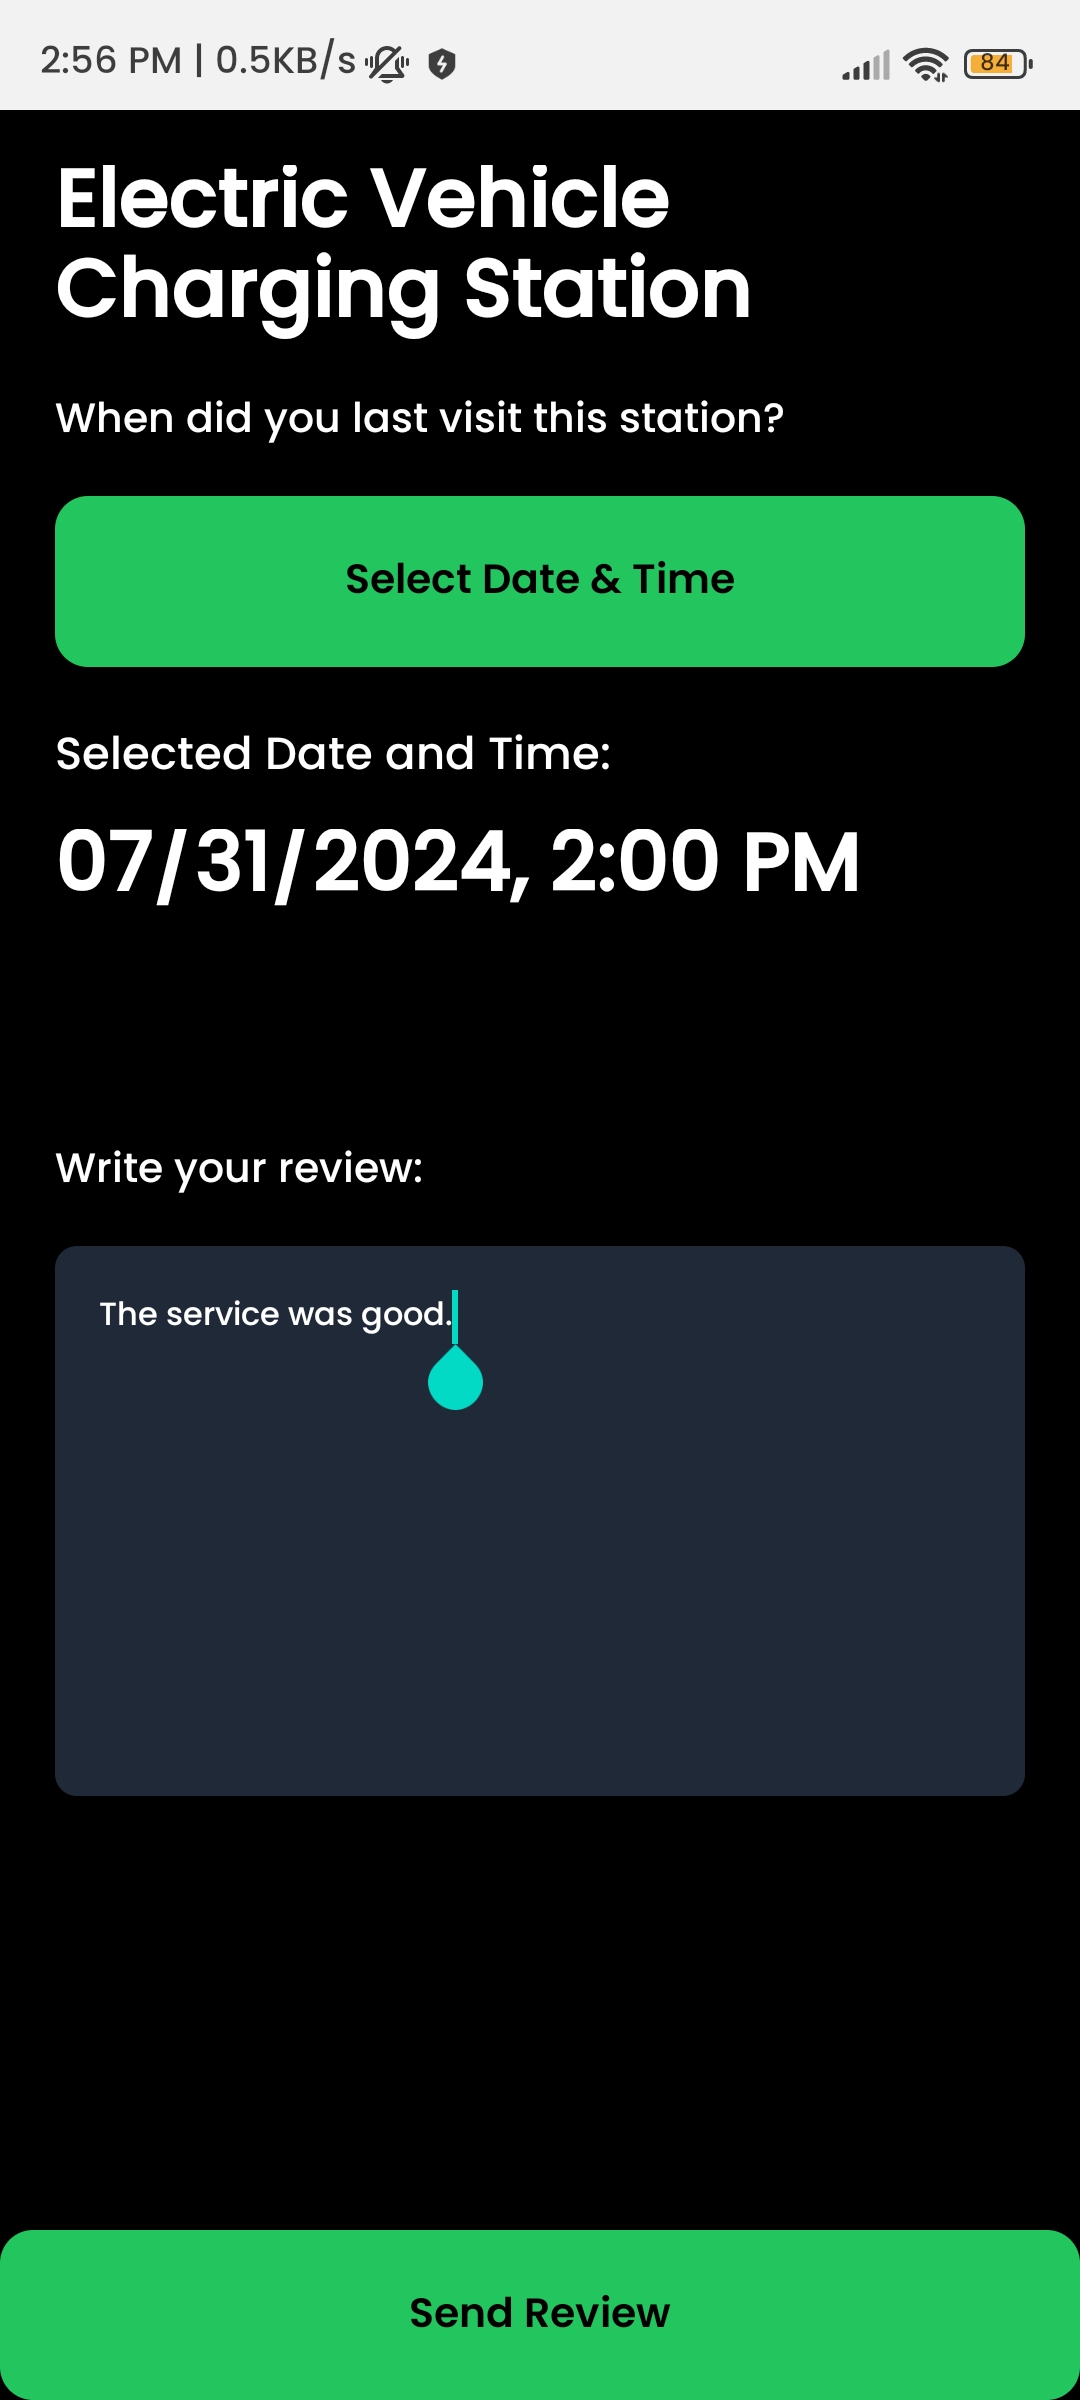 2:56 PM | 0.5KB/s
84
Electric Vehicle
Charging Station
When did you last visit this station?
Select Date & Time
Selected Date and Time:
07/31/2024, 2:00 PM
Write your review:
The service was good.
Send Review